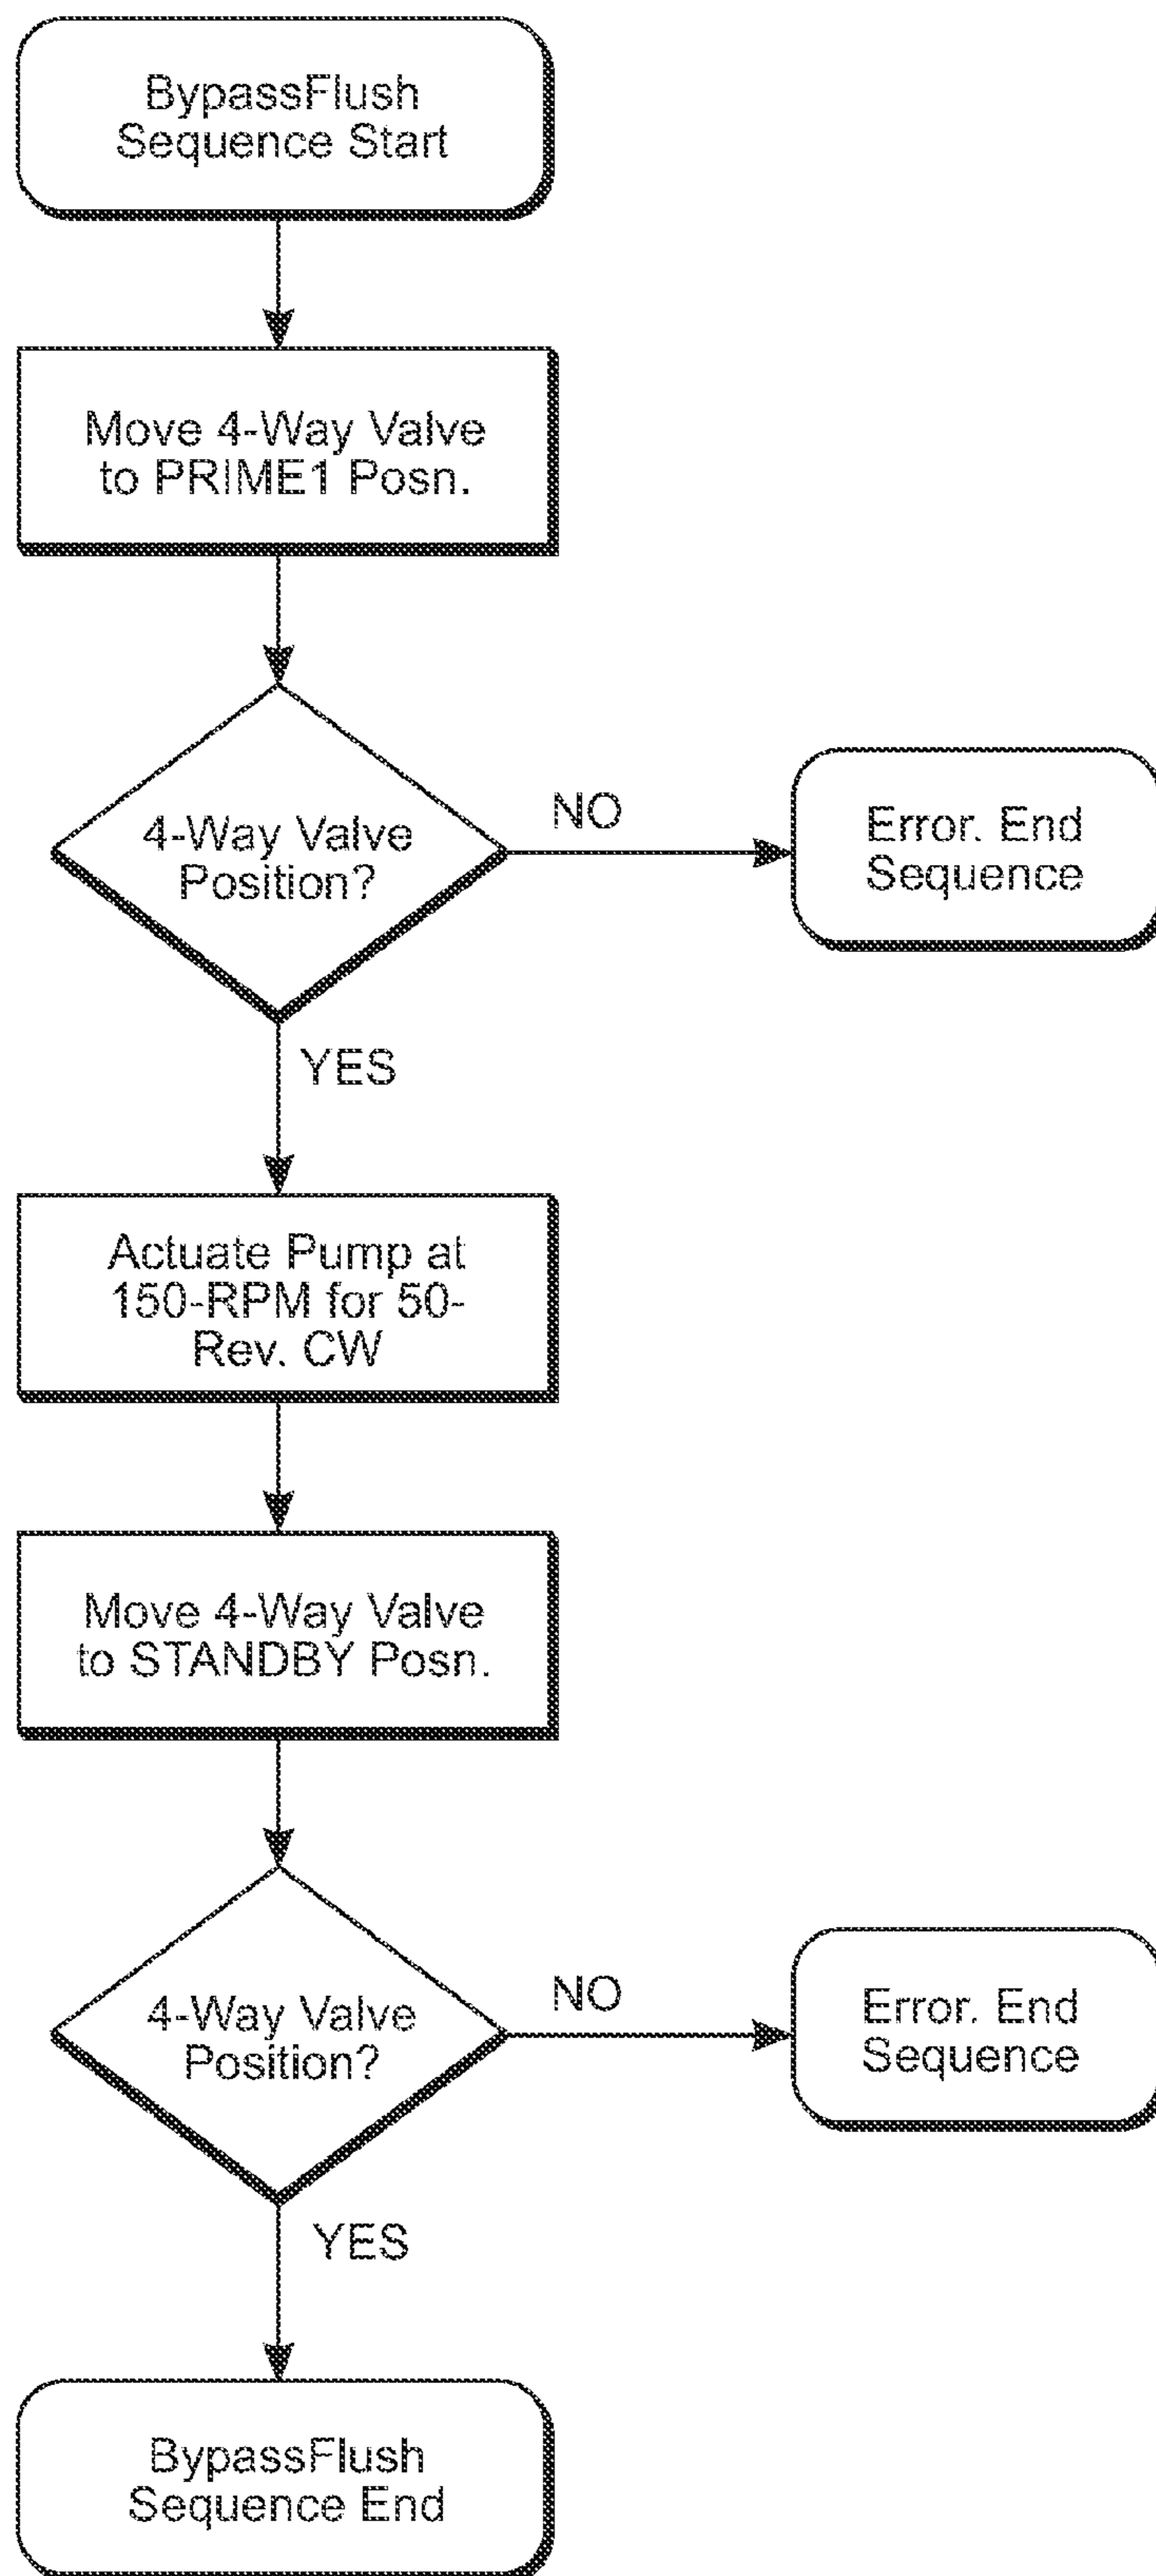 BypassFlush
Sequence Start
Move 4-Way Valve
to PRIME1 Posn.
4-Way Valve
Position?
NO
Error. End
Sequence
YES
Actuate Pump at
150-RPM for 50-
Rev. CW
Move 4-Way Valve
to STANDBY Posn.
4-Way Valve
Position?
NO
Error. End
Sequence
YES
BypassFlush
Sequence End